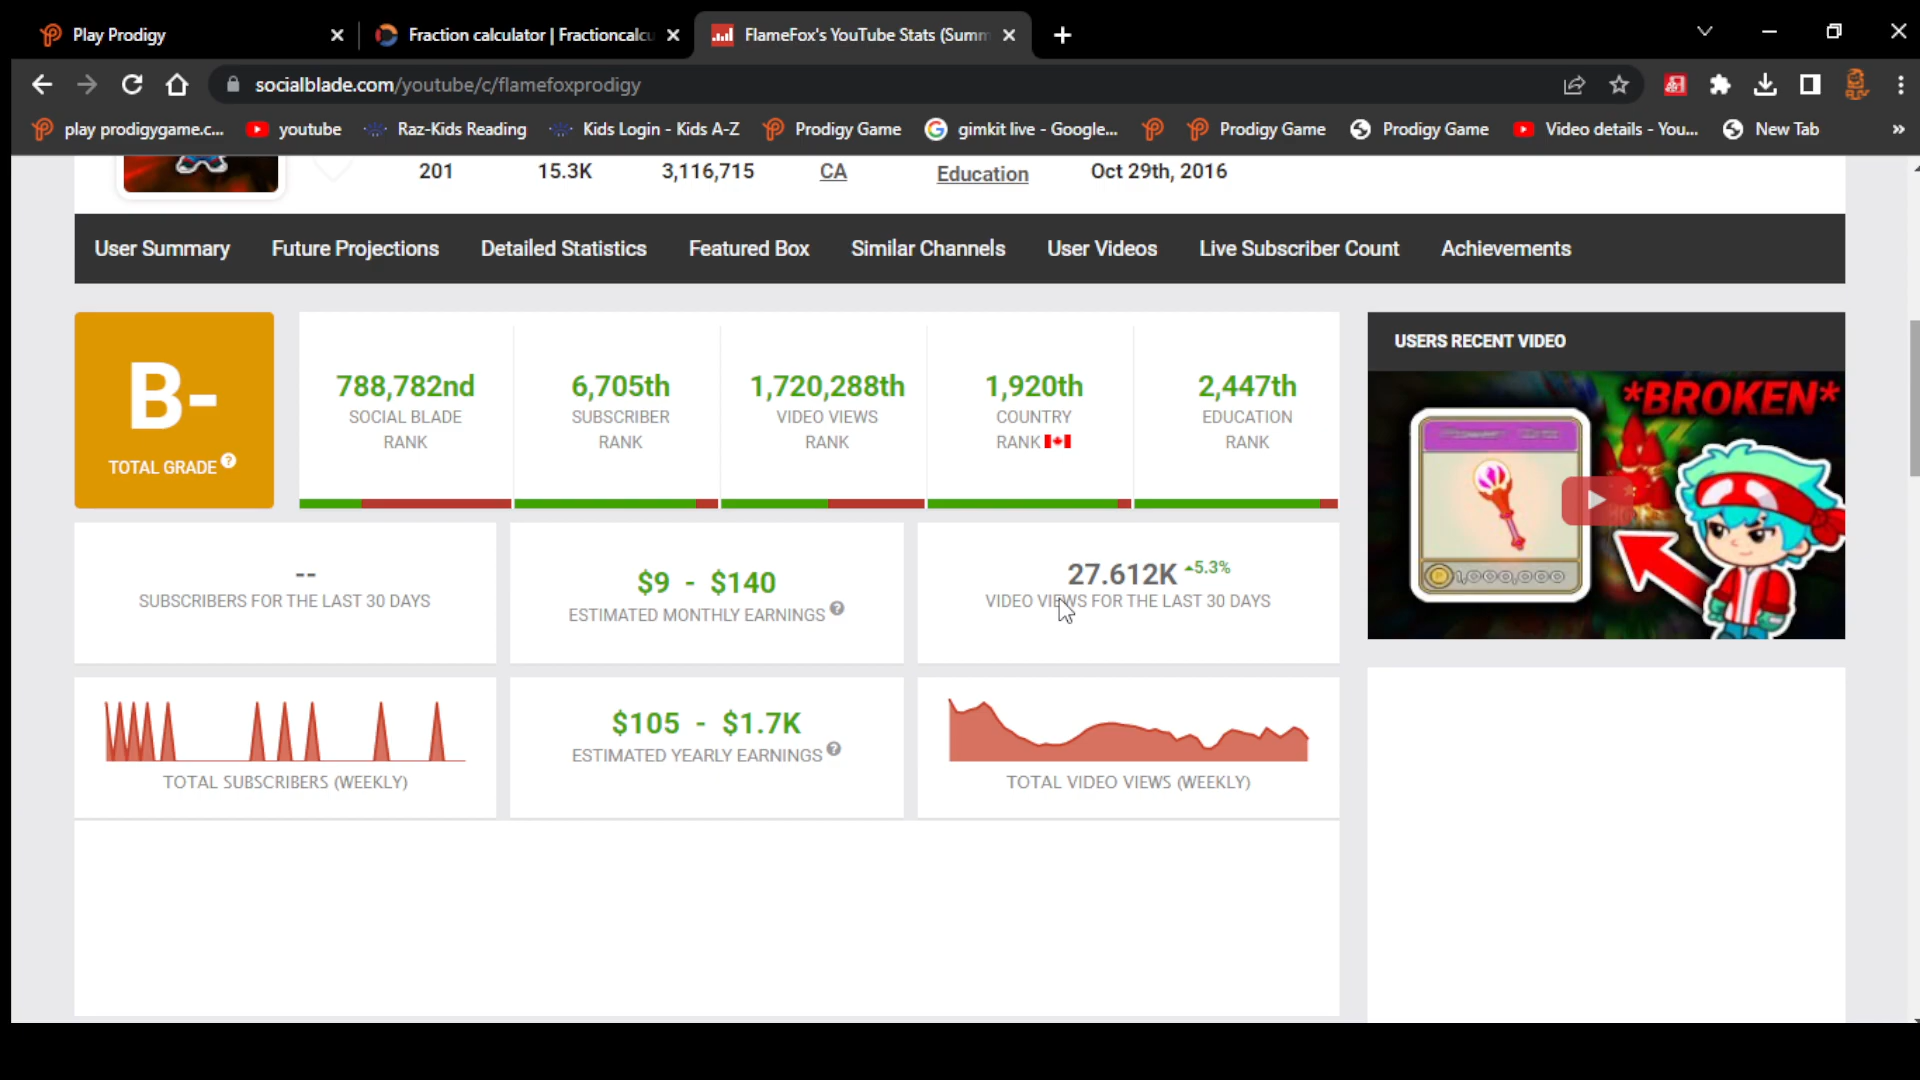 Play Prodigy
Fraction calculator | Fractioncalcu
FlameFox's YouTube Stats (Summ
socialblade.com/youtube/c/flamefoxprodigy
play prodigygame.c...
youtube
Raz-Kids Reading
Kids Login - Kids A-Z
Prodigy Game
gimkit live - Google...
Prodigy Game
Prodigy Game
Video details - You...
New Tab
»
201
15.3K
3,116,715
CA
Education
Oct 29th, 2016
User Summary
Future Projections
Detailed Statistics
Featured Box
Similar Channels
User Videos
Live Subscriber Count
Achievements
B-
TOTAL GRADE ?
788,782nd
SOCIAL BLADE
RANK
6,705th
SUBSCRIBER
RANK
1,720,288th
VIDEO VIEWS
RANK
1,920th
COUNTRY
RANK
2,447th
EDUCATION
RANK
USERS RECENT VIDEO
*BROKEN*
1,000,000
--
SUBSCRIBERS FOR THE LAST 30 DAYS
$9 - $140
ESTIMATED MONTHLY EARNINGS ?
27.612K 5.3%
VIDEO VIEWS FOR THE LAST 30 DAYS
TOTAL SUBSCRIBERS (WEEKLY)
$105 - $1.7K
ESTIMATED YEARLY EARNINGS ?
TOTAL VIDEO VIEWS (WEEKLY)